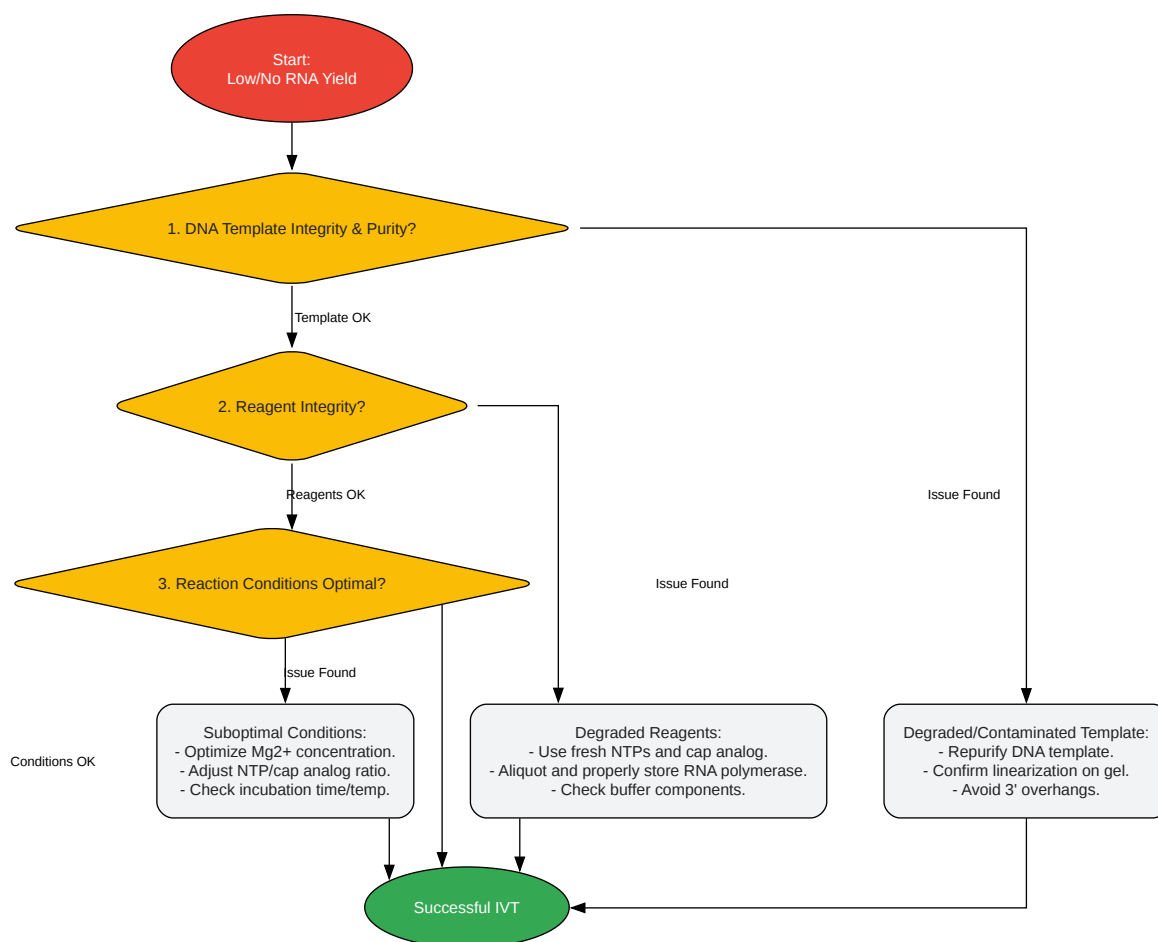 Start:
Low/No RNA Yield
1. DNA Template Integrity & Purity?
Template OK
2. Reagent Integrity?
Reagents OK
Issue Found
3. Reaction Conditions Optimal?
Issue Found
Issue Found
Suboptimal Conditions:
- Optimize Mg2+ concentration.
- Adjust NTP/cap analog ratio.
- Check incubation time/temp.
Degraded Reagents:
- Use fresh NTPs and cap analog.
- Aliquot and properly store RNA polymerase.
- Check buffer components.
Degraded/Contaminated Template:
- Repurify DNA template.
- Confirm linearization on gel.
- Avoid 3' overhangs.
Conditions OK
Successful IVT